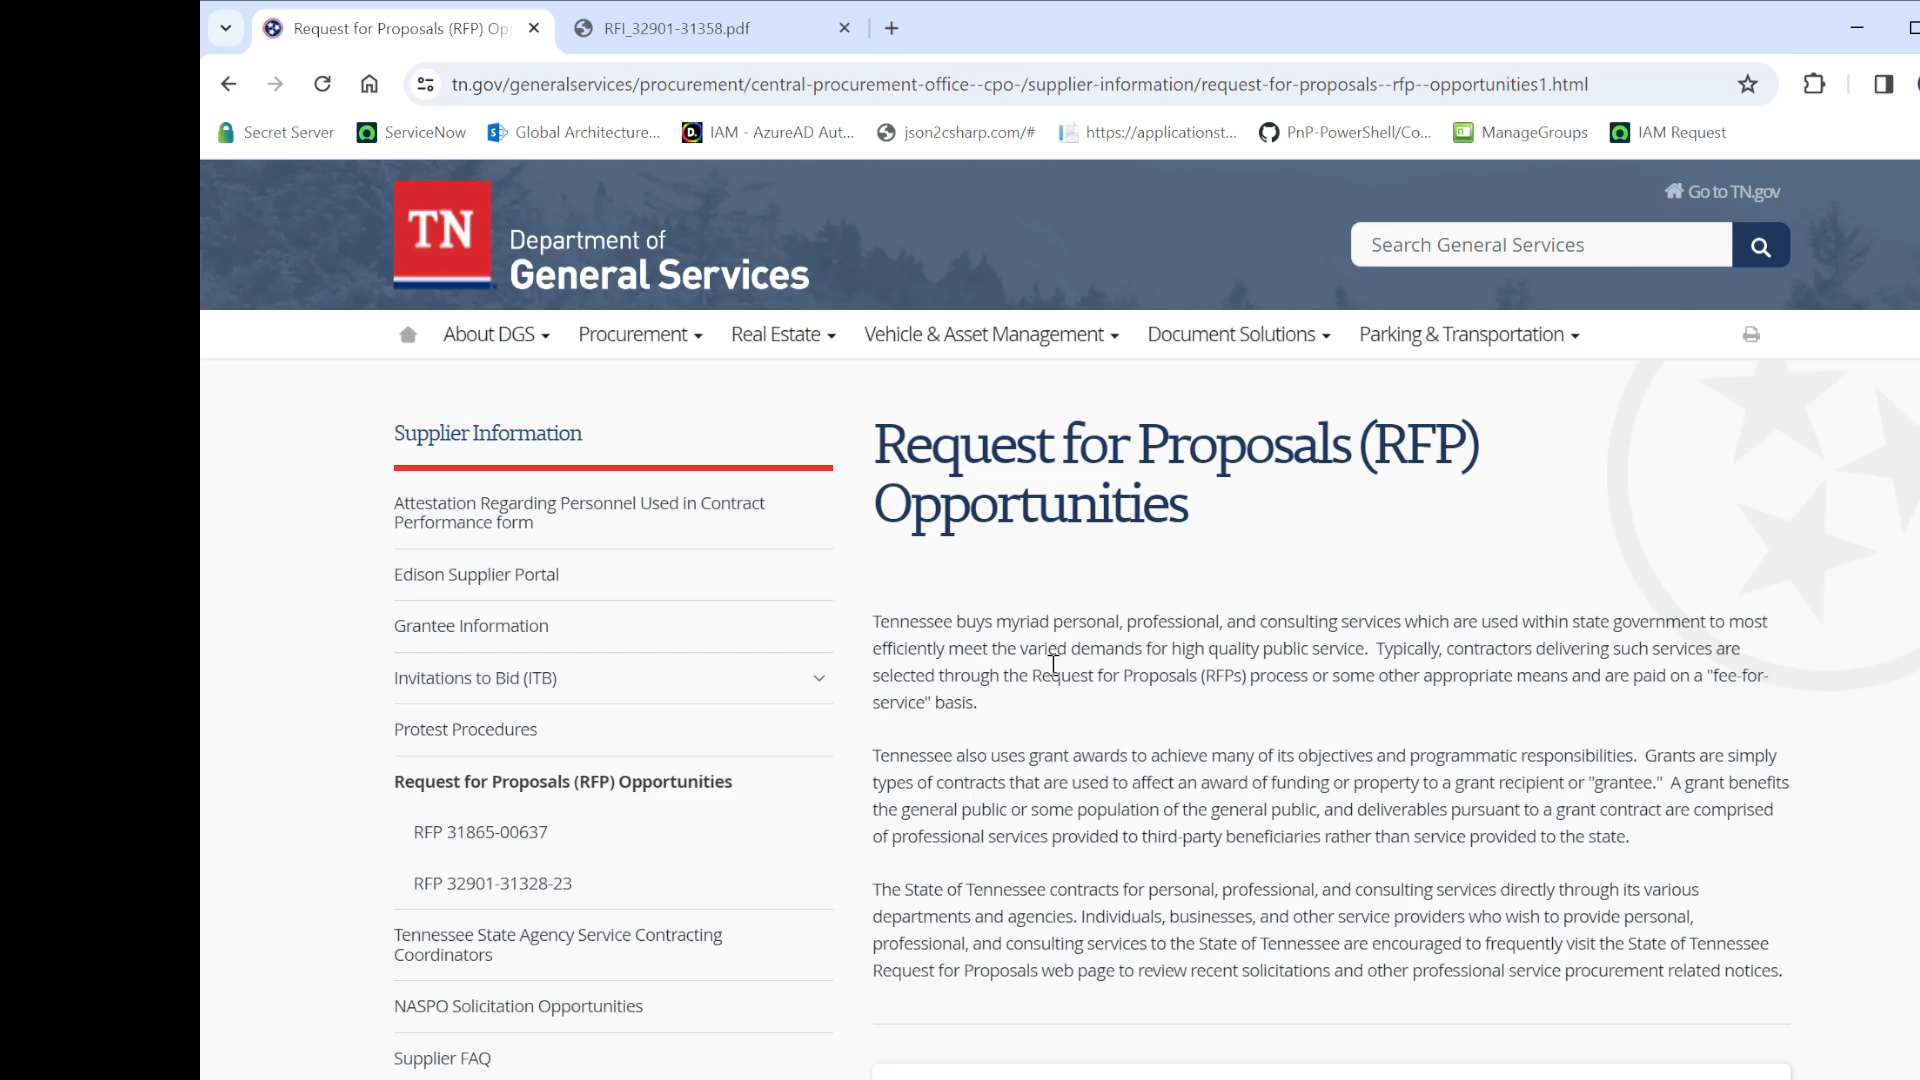 Request for Proposals (RFP) Op
RFI_32901-31358.pdf
tn.gov/generalservices/procurement/central-procurement-office--cpo-/supplier-information/request-for-proposals--rfp--opportunities1.html
Secret Server
ServiceNow
Global Architecture...
IAM - AzureAD Aut...
json2csharp.com/#
https://applicationst...
PnP-PowerShell/Co...
ManageGroups
IAM Request
Go to TN.gov
TN
Department of
General Services
Search General Services
About DGS
Procurement
Real Estate
Vehicle & Asset Management
Document Solutions
Parking & Transportation
Supplier Information
Attestation Regarding Personnel Used in Contract
Performance form
Edison Supplier Portal
Grantee Information
Invitations to Bid (ITB)
Protest Procedures
Request for Proposals (RFP) Opportunities
RFP 31865-00637
RFP 32901-31328-23
Tennessee State Agency Service Contracting
Coordinators
NASPO Solicitation Opportunities
Supplier FAQ
Request for Proposals (RFP)
Opportunities
Tennessee buys myriad personal, professional, and consulting services which are used within state government to most
efficiently meet the varied demands for high quality public service.  Typically, contractors delivering such services are
selected through the Request for Proposals (RFPs) process or some other appropriate means and are paid on a "fee-for-
service" basis.
Tennessee also uses grant awards to achieve many of its objectives and programmatic responsibilities.  Grants are simply
types of contracts that are used to affect an award of funding or property to a grant recipient or "grantee."  A grant benefits
the general public or some population of the general public, and deliverables pursuant to a grant contract are comprised
of professional services provided to third-party beneficiaries rather than service provided to the state.
The State of Tennessee contracts for personal, professional, and consulting services directly through its various
departments and agencies. Individuals, businesses, and other service providers who wish to provide personal,
professional, and consulting services to the State of Tennessee are encouraged to frequently visit the State of Tennessee
Request for Proposals web page to review recent solicitations and other professional service procurement related notices.